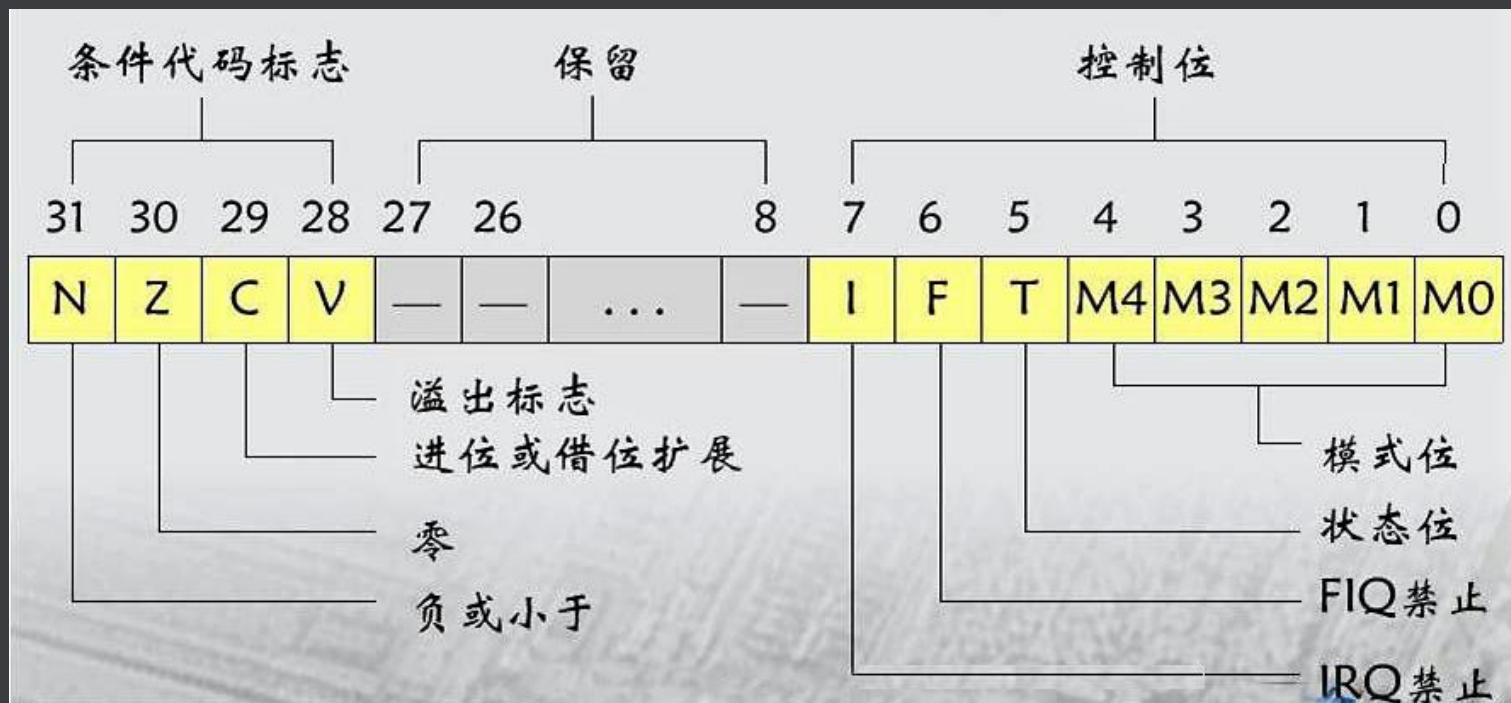 条件代码标志 保留 控制位
31 30 29 28 27 26 8 7 6 5 4 3 2 1 0
N Z C V — — ... — I F T M4 M3 M2 M1 M0
溢出标志
进位或借位扩展
零
负或小于
模式位
状态位
FIQ禁止
IRQ禁止